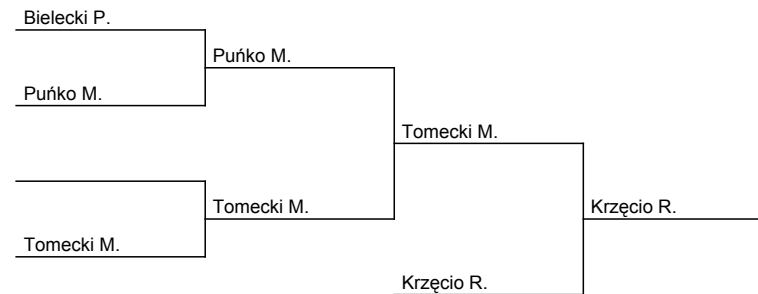 Bielecki P.
Puńko M.
Puńko M.
Tomecki M.
Tomecki M.
Krzęcio R.
Tomecki M.
Krzęcio R.